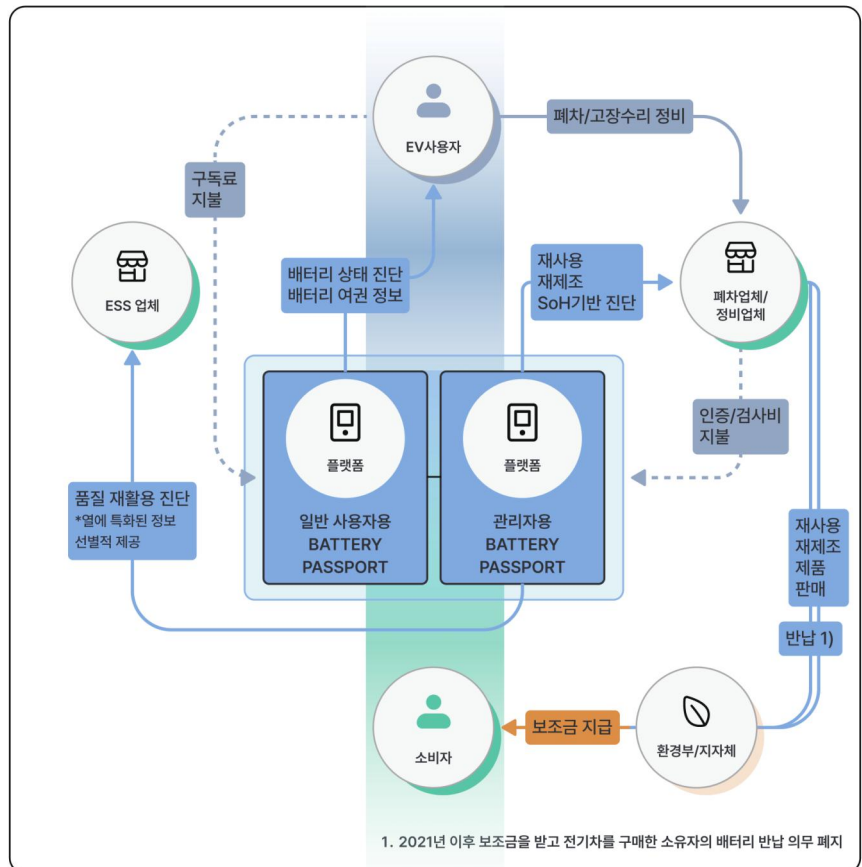 EV사용자
폐차/고장수리 정비
구독료
지불
ESS 업체
배터리 상태 진단
배터리 여권 정보
재사용
재제조
SoH기반 진단
폐차업체/
정비업체
플랫폼
일반 사용자용
BATTERY
PASSPORT
플랫폼
관리자용
BATTERY
PASSPORT
인증/검사비
지불
품질 재활용 진단
*열에 특화된 정보
선별적 제공
재사용
재제조
제품
판매
반납 1)
소비자
보조금 지급
환경부/지자체
1. 2021년 이후 보조금을 받고 전기차를 구매한 소유자의 배터리 반납 의무 폐지